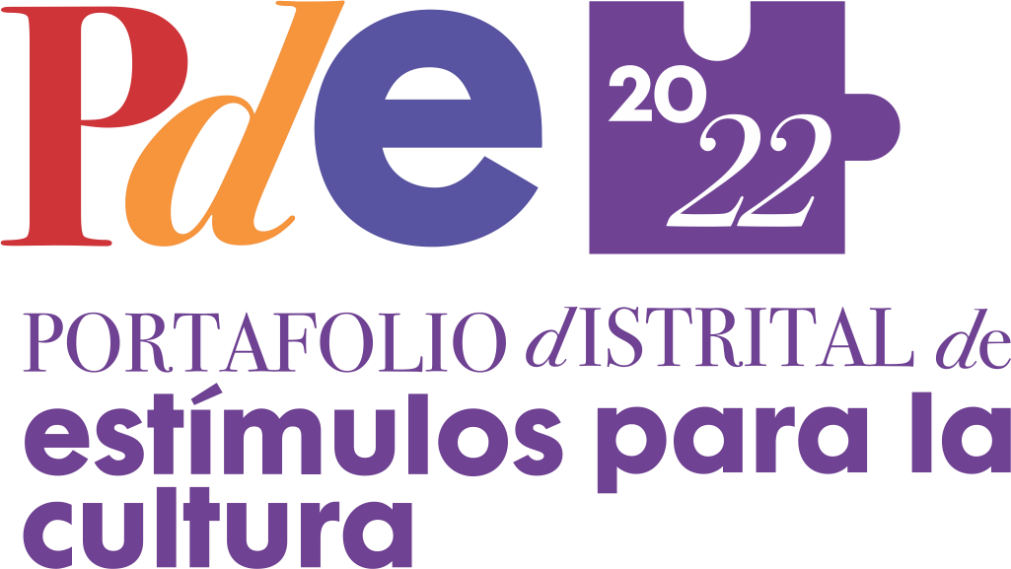 Pde 2022
PORTAFOLIO dISTRITAL de
estímulos para la
cultura